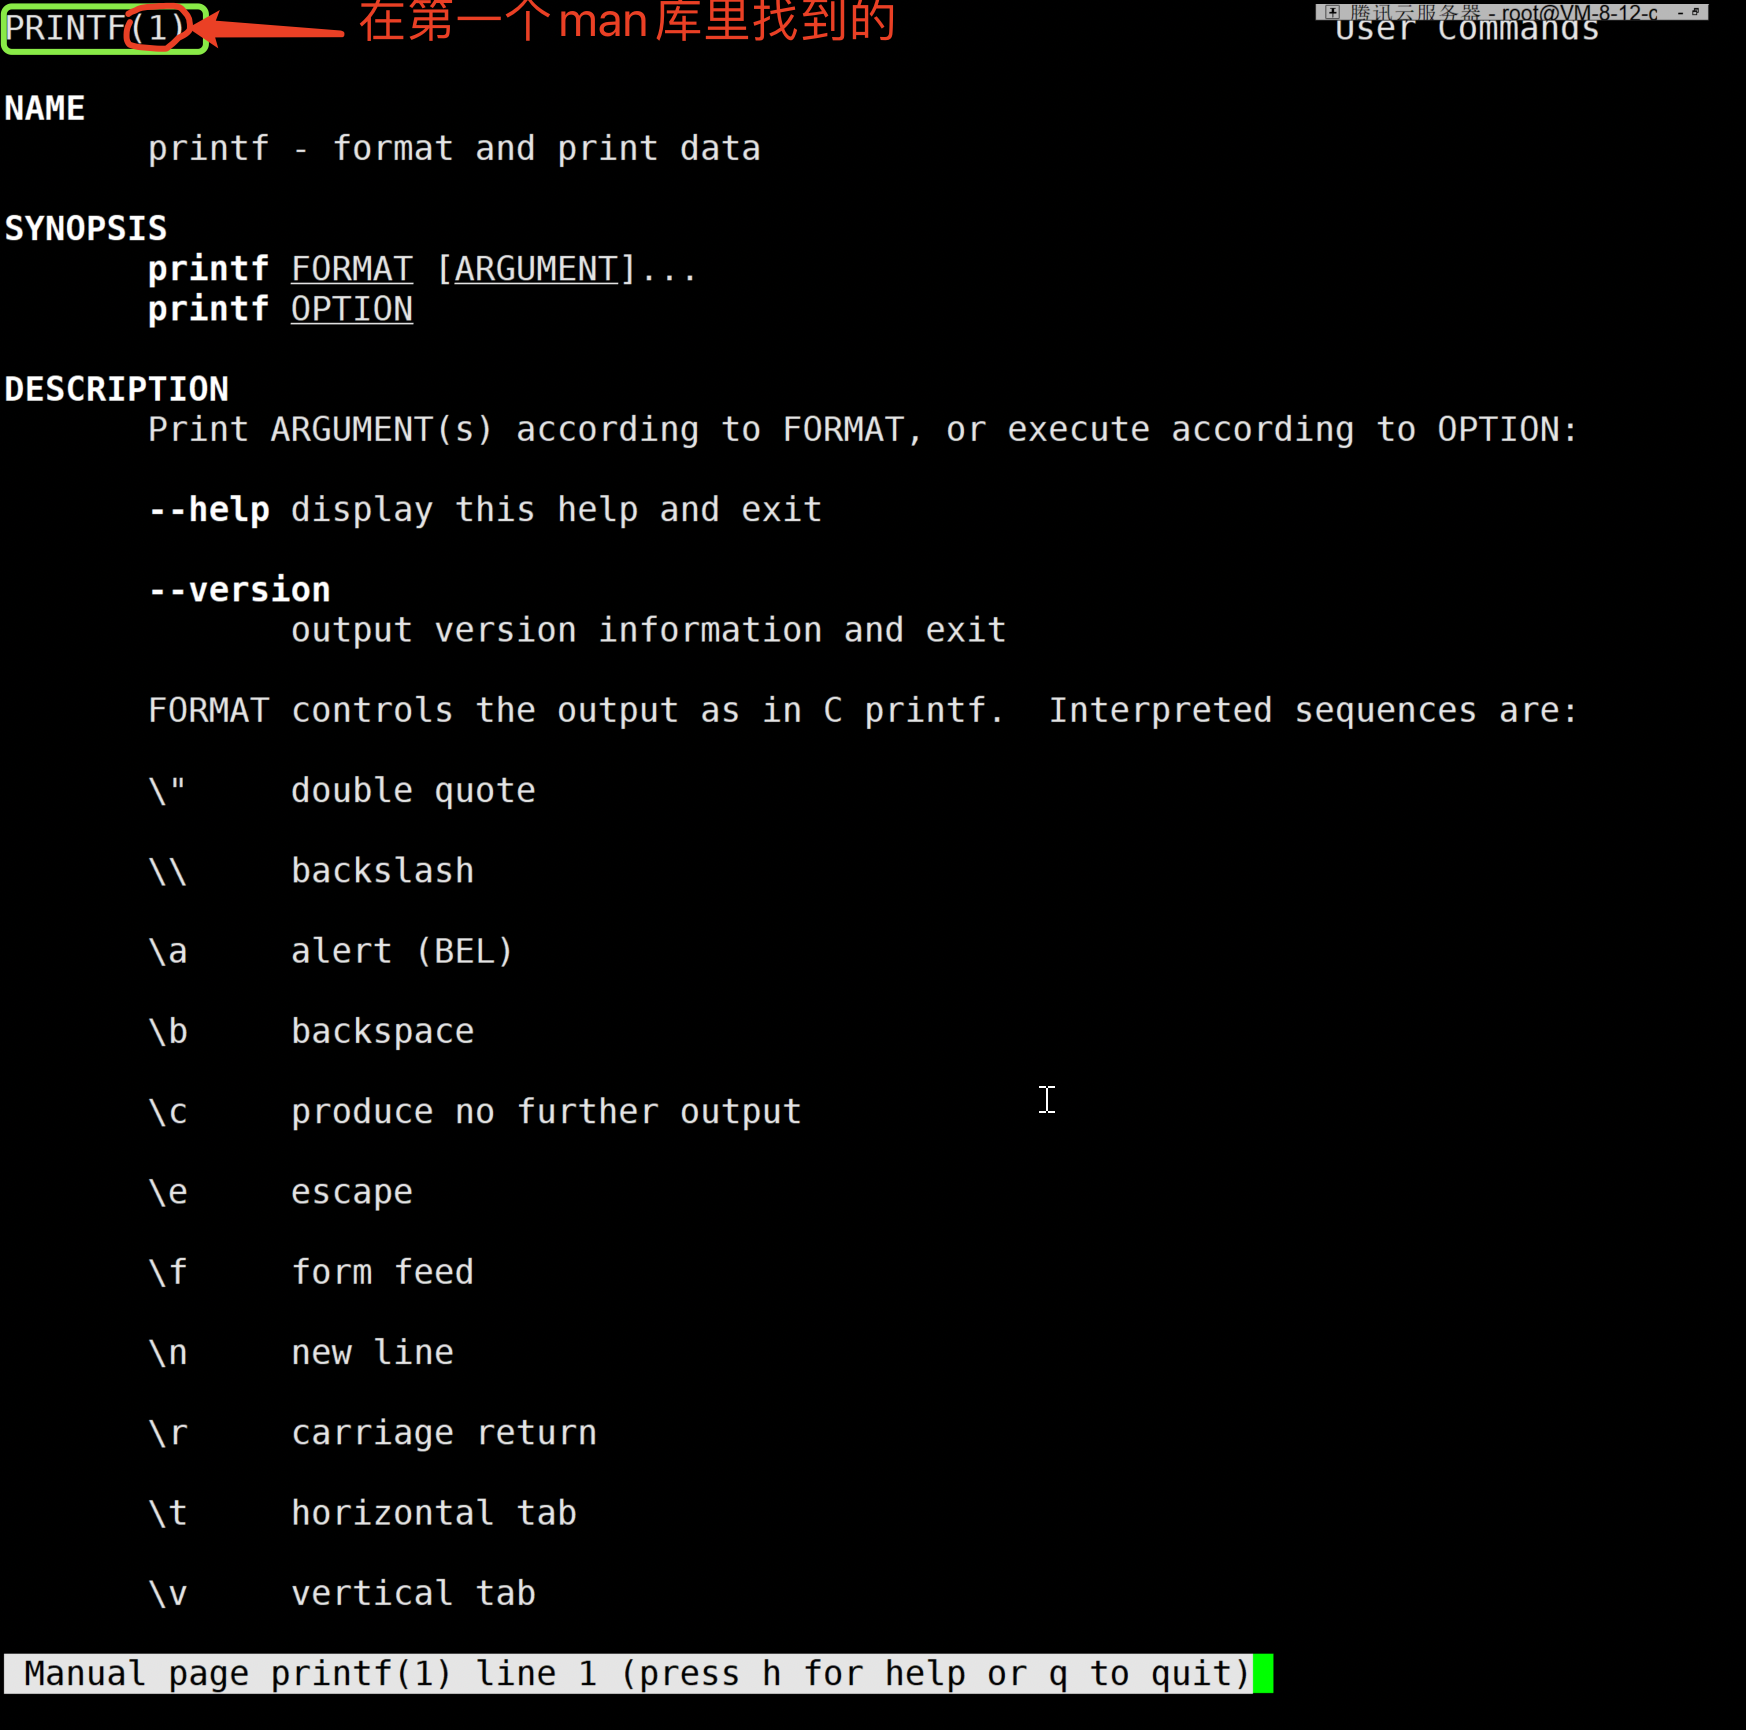 PRINTF(1) 在第一个man库里找到的 腾讯云服务器 - root@VM-8-12-c
User Commands
NAME
printf - format and print data
SYNOPSIS
printf FORMAT [ARGUMENT]...
printf OPTION
DESCRIPTION
Print ARGUMENT(s) according to FORMAT, or execute according to OPTION:
--help display this help and exit
--version
output version information and exit
FORMAT controls the output as in C printf.  Interpreted sequences are:
\" double quote
\\ backslash
\a alert (BEL)
\b backspace
\c produce no further output
\e escape
\f form feed
\n new line
\r carriage return
\t horizontal tab
\v vertical tab
Manual page printf(1) line 1 (press h for help or q to quit)